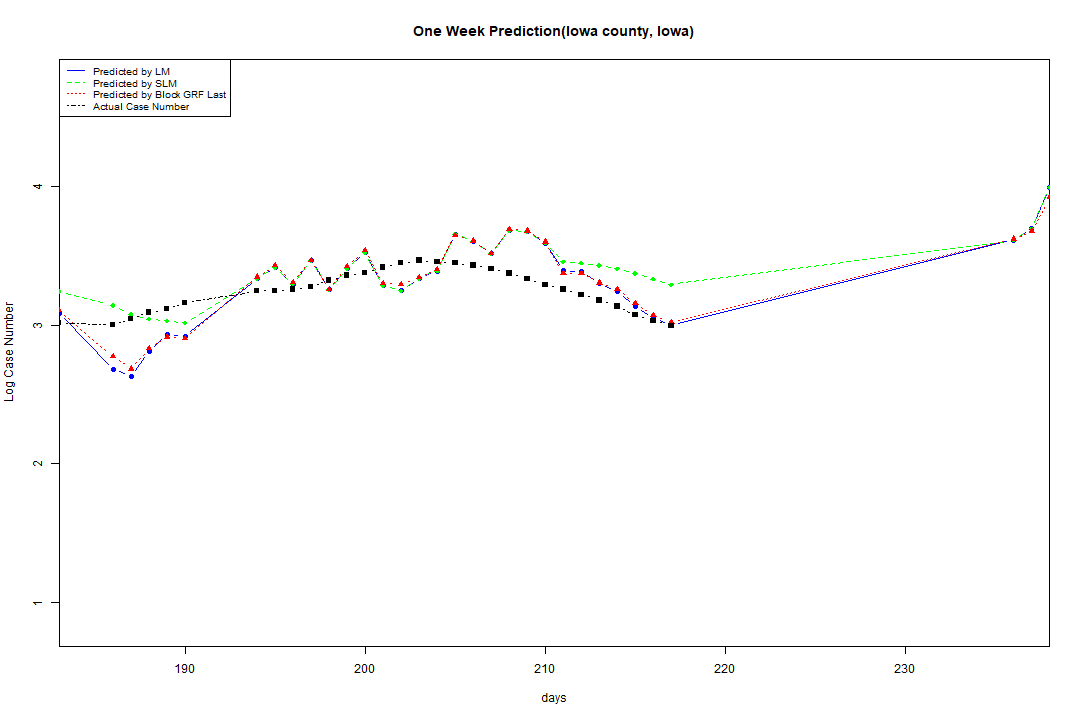 One Week Prediction(Iowa county, Iowa)
Predicted by LM
Predicted by SLM
Predicted by Block GRF Last
Actual Case Number
4
3
2
1
Log Case Number
190 200 210 220 230
days